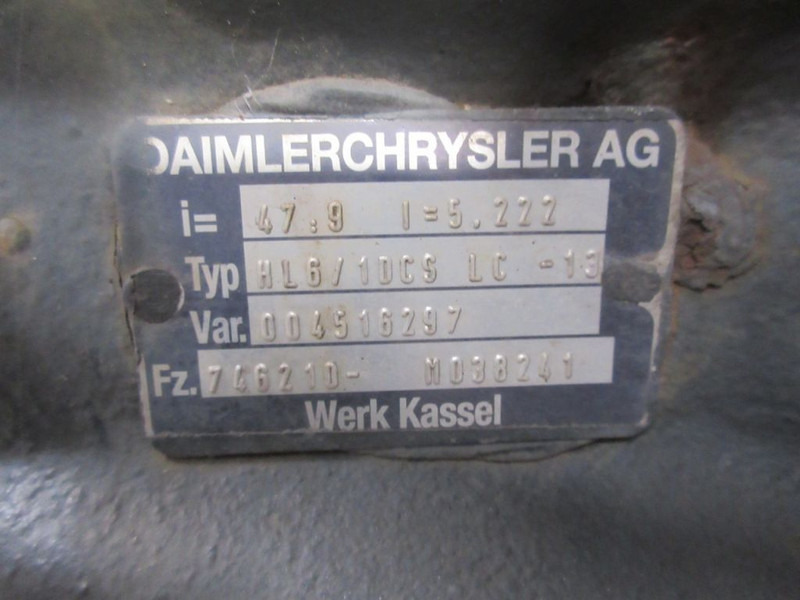 DAIMLERCHRYSLER AG
i= 47:9 I=5.222
Typ HL6/1DCS LC -13
Var. 004516297
Fz. 746210- M038241
Werk Kassel